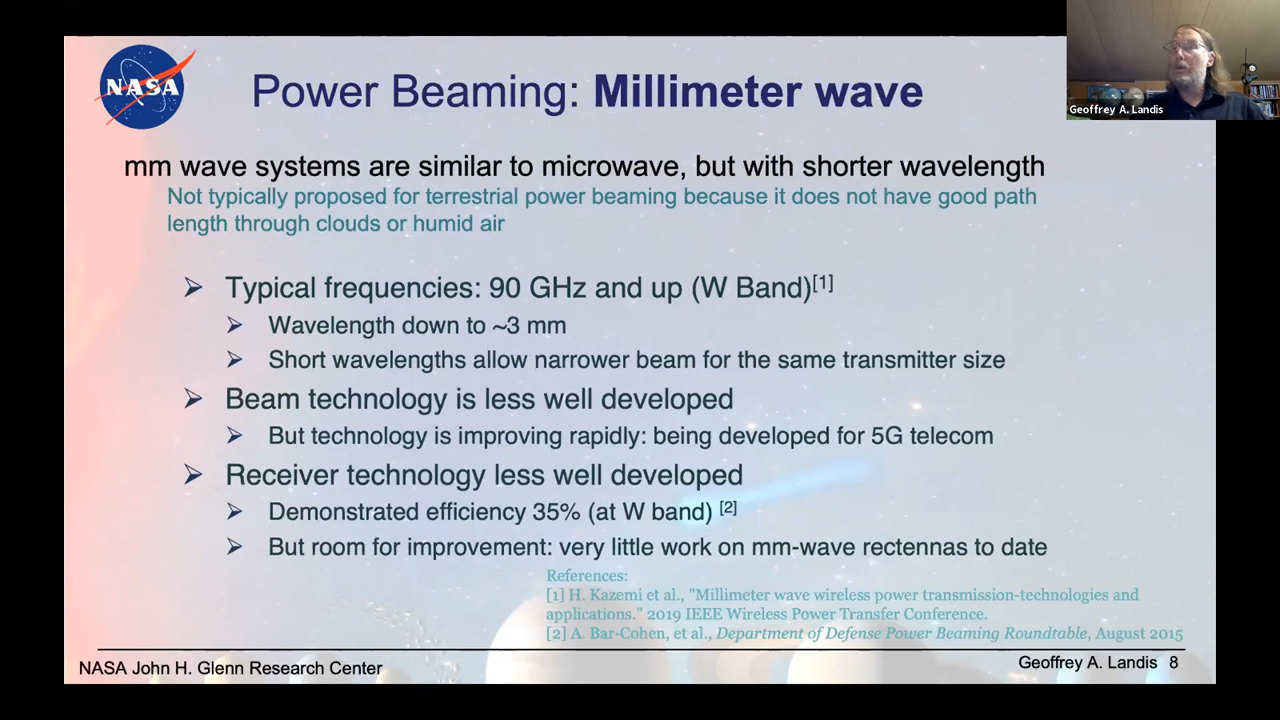 NASA
Power Beaming: Millimeter wave
Geoffrey A. Landis
mm wave systems are similar to microwave, but with shorter wavelength
Not typically proposed for terrestrial power beaming because it does not have good path
length through clouds or humid air
Typical frequencies: 90 GHz and up (W Band)[1]
Wavelength down to ~3 mm
Short wavelengths allow narrower beam for the same transmitter size
Beam technology is less well developed
But technology is improving rapidly: being developed for 5G telecom
Receiver technology less well developed
Demonstrated efficiency 35% (at W band) [2]
But room for improvement: very little work on mm-wave rectennas to date
References:
[1] H. Kazemi et al., "Millimeter wave wireless power transmission-technologies and
applications." 2019 IEEE Wireless Power Transfer Conference.
[2] A. Bar-Cohen, et al., Department of Defense Power Beaming Roundtable, August 2015
NASA John H. Glenn Research Center
Geoffrey A. Landis 8